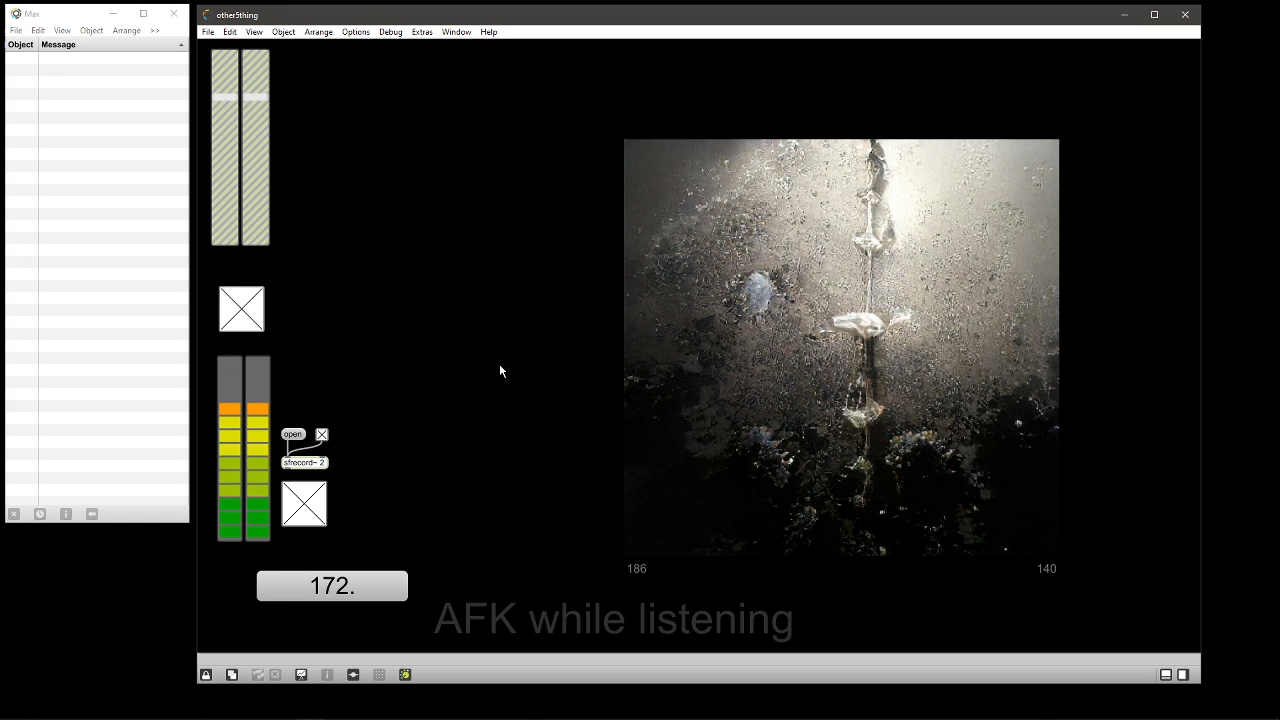 Max
File Edit View Object Arrange >>
Object Message
other5thing
File Edit View Object Arrange Options Debug Extras Window Help
open
sfrecord~ 2
172.
186 140
AFK while listening